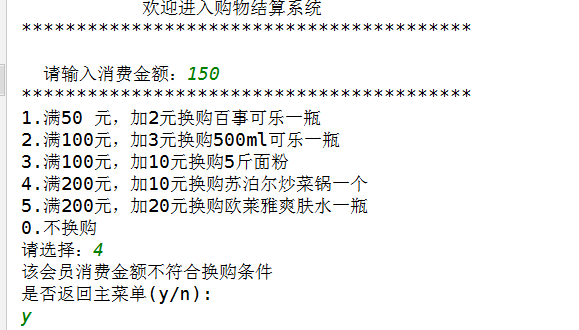 欢迎进入购物结算系统
*****************************************
请输入消费金额：150
*****************************************
1.满50 元，加2元换购百事可乐一瓶
2.满100元，加3元换购500ml可乐一瓶
3.满100元，加10元换购5斤面粉
4.满200元，加10元换购苏泊尔炒菜锅一个
5.满200元，加20元换购欧莱雅爽肤水一瓶
0.不换购
请选择：4
该会员消费金额不符合换购条件
是否返回主菜单(y/n):
y